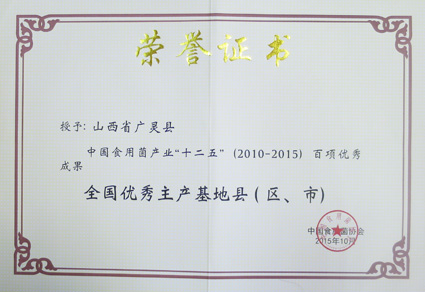 荣誉证书
授予：山西省广灵县
中国食用菌产业“十二五”（2010-2015）百项优秀
成果
全国优秀主产基地县（区、市）
中国食用菌协会
2015年10月